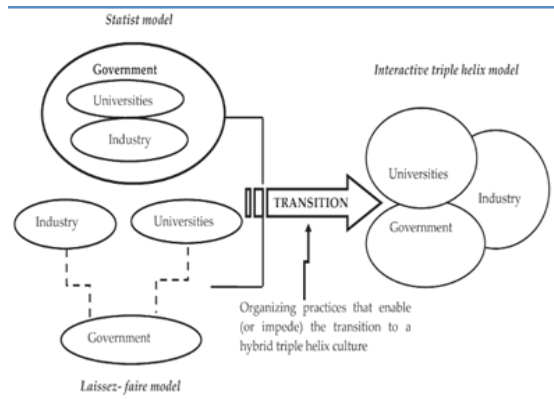 Statist model
Government
Universities
Industry
Interactive triple helix model
Universities
Industry
Government
TRANSITION
Industry
Universities
Government
Organizing practices that enable
(or impede) the transition to a
hybrid triple helix culture
Laissez- faire model